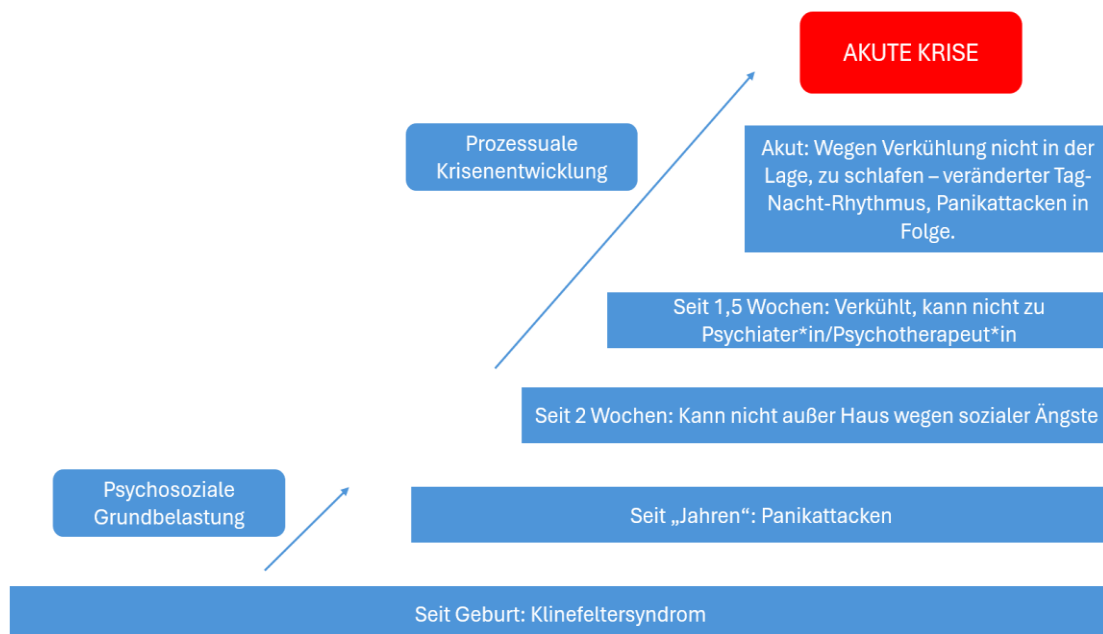 AKUTE KRISE
Prozessuale
Krisenentwicklung
Akut: Wegen Verkühlung nicht in der
Lage, zu schlafen – veränderter Tag-
Nacht-Rhythmus, Panikattacken in
Folge.
Seit 1,5 Wochen: Verkühlt, kann nicht zu
Psychiater*in/Psychotherapeut*in
Seit 2 Wochen: Kann nicht außer Haus wegen sozialer Ängste
Psychosoziale
Grundbelastung
Seit „Jahren“: Panikattacken
Seit Geburt: Klinefeltersyndrom